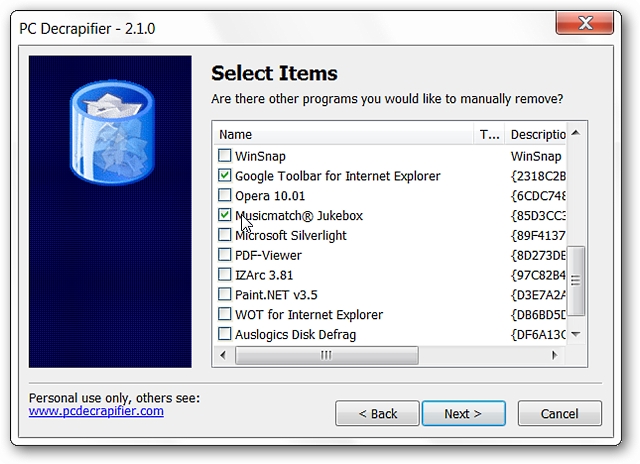 PC Decrapifier - 2.1.0
Select Items
Are there other programs you would like to manually remove?
Name T... Descriptio
WinSnap WinSnap
Google Toolbar for Internet Explorer {2318C2B
Opera 10.01 {6CDC748
Musicmatch® Jukebox {85D3CC3
Microsoft Silverlight {89F4137
PDF-Viewer {8D273DE
IZArc 3.81 {97C82B4
Paint.NET v3.5 {D3E7A2A
WOT for Internet Explorer {DB6BD5D
Auslogics Disk Defrag {DF6A13C
Personal use only, others see:
www.pcdecrapifier.com
< Back Next > Cancel